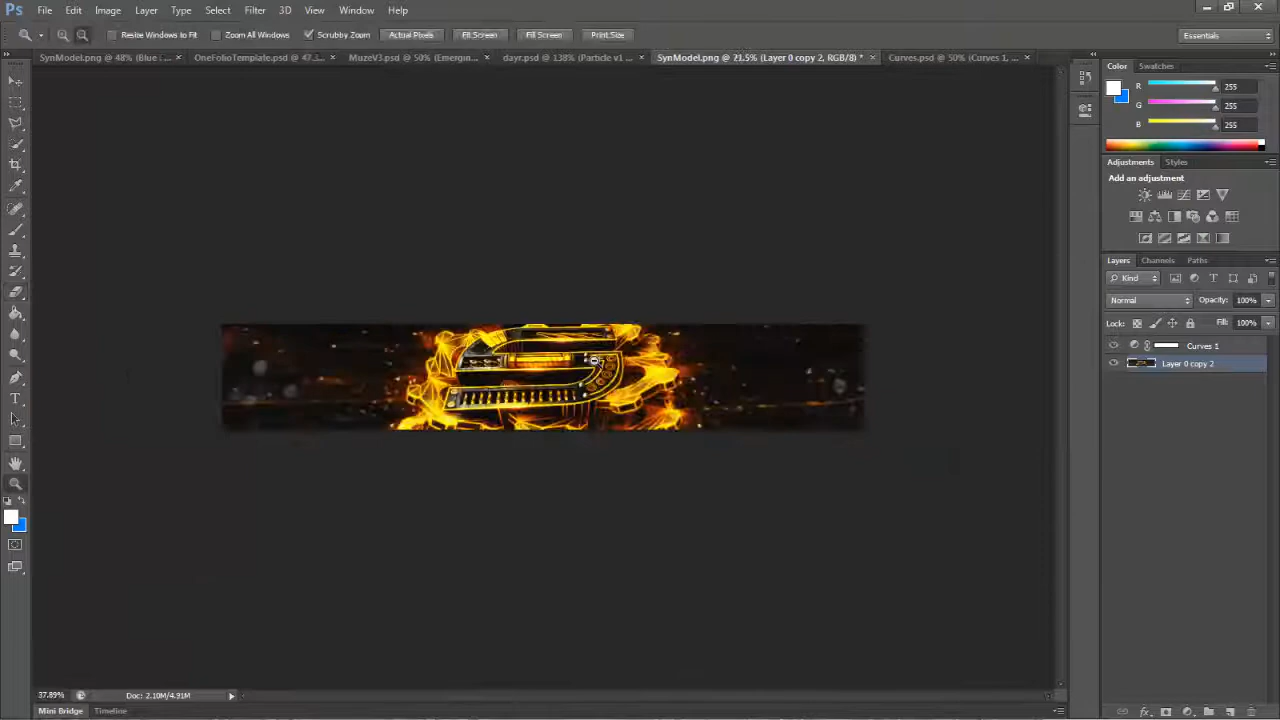 Ps File Edit Image Layer Type Select Filter 3D View Window Help
Resize Windows to Fit Zoom All Windows Scrubby Zoom Actual Pixels Fill Screen Fill Screen Print Size Essentials
SynModel.png @ 48% (Blue OneFolioTemplate.psd @ 47.3... MuzeV3.psd @ 50% (Emergin... dayr.psd @ 138% (Particle v1 ... SynModel.png @ 21.5% (Layer 0 copy 2, RGB/8) * Curves.psd @ 50% (Curves 1, ...
Color Swatches
R 255
G 255
B 255
Adjustments Styles
Add an adjustment
Layers Channels Paths
Kind
Normal Opacity: 100%
Lock: Fill: 100%
Curves 1
Layer 0 copy 2
37.89% Doc: 2.10M/4.91M
Mini Bridge Timeline